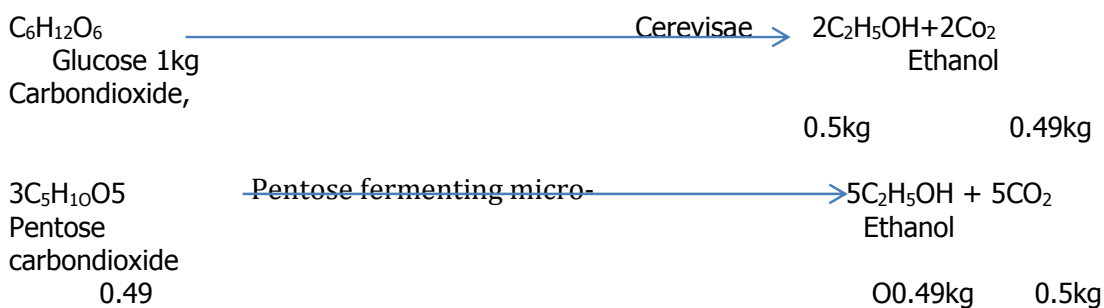 C₆H₁₂O₆ Cerevisae 2C₂H₅OH+2Co₂
Glucose 1kg Ethanol
Carbondioxide,
0.5kg 0.49kg
3C₅H₁₀O5 Pentose fermenting micro- 5C₂H₅OH + 5CO₂
Pentose Ethanol
carbondioxide
0.49 O0.49kg 0.5kg